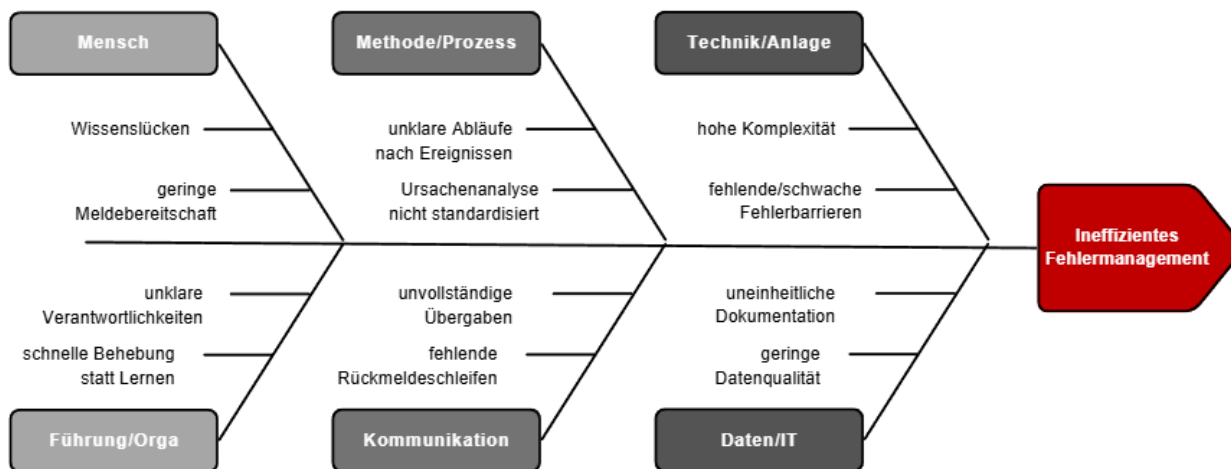 Mensch
Methode/Prozess
Technik/Anlage
Wissenslücken
unklare Abläufe
nach Ereignissen
hohe Komplexität
geringe
Meldebereitschaft
Ursachenanalyse
nicht standardisiert
fehlende/schwache
Fehlerbarrieren
Ineffizientes
Fehlermanagement
unklare
Verantwortlichkeiten
unvollständige
Übergaben
uneinheitliche
Dokumentation
schnelle Behebung
statt Lernen
fehlende
Rückmeldeschleifen
geringe
Datenqualität
Führung/Orga
Kommunikation
Daten/IT